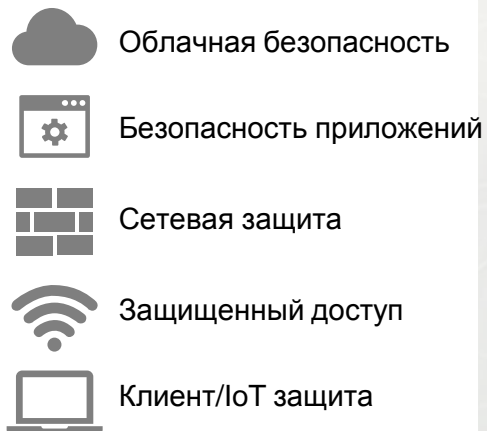 Облачная безопасность
Безопасность приложений
Сетевая защита
Защищенный доступ
Клиент/IoT защита